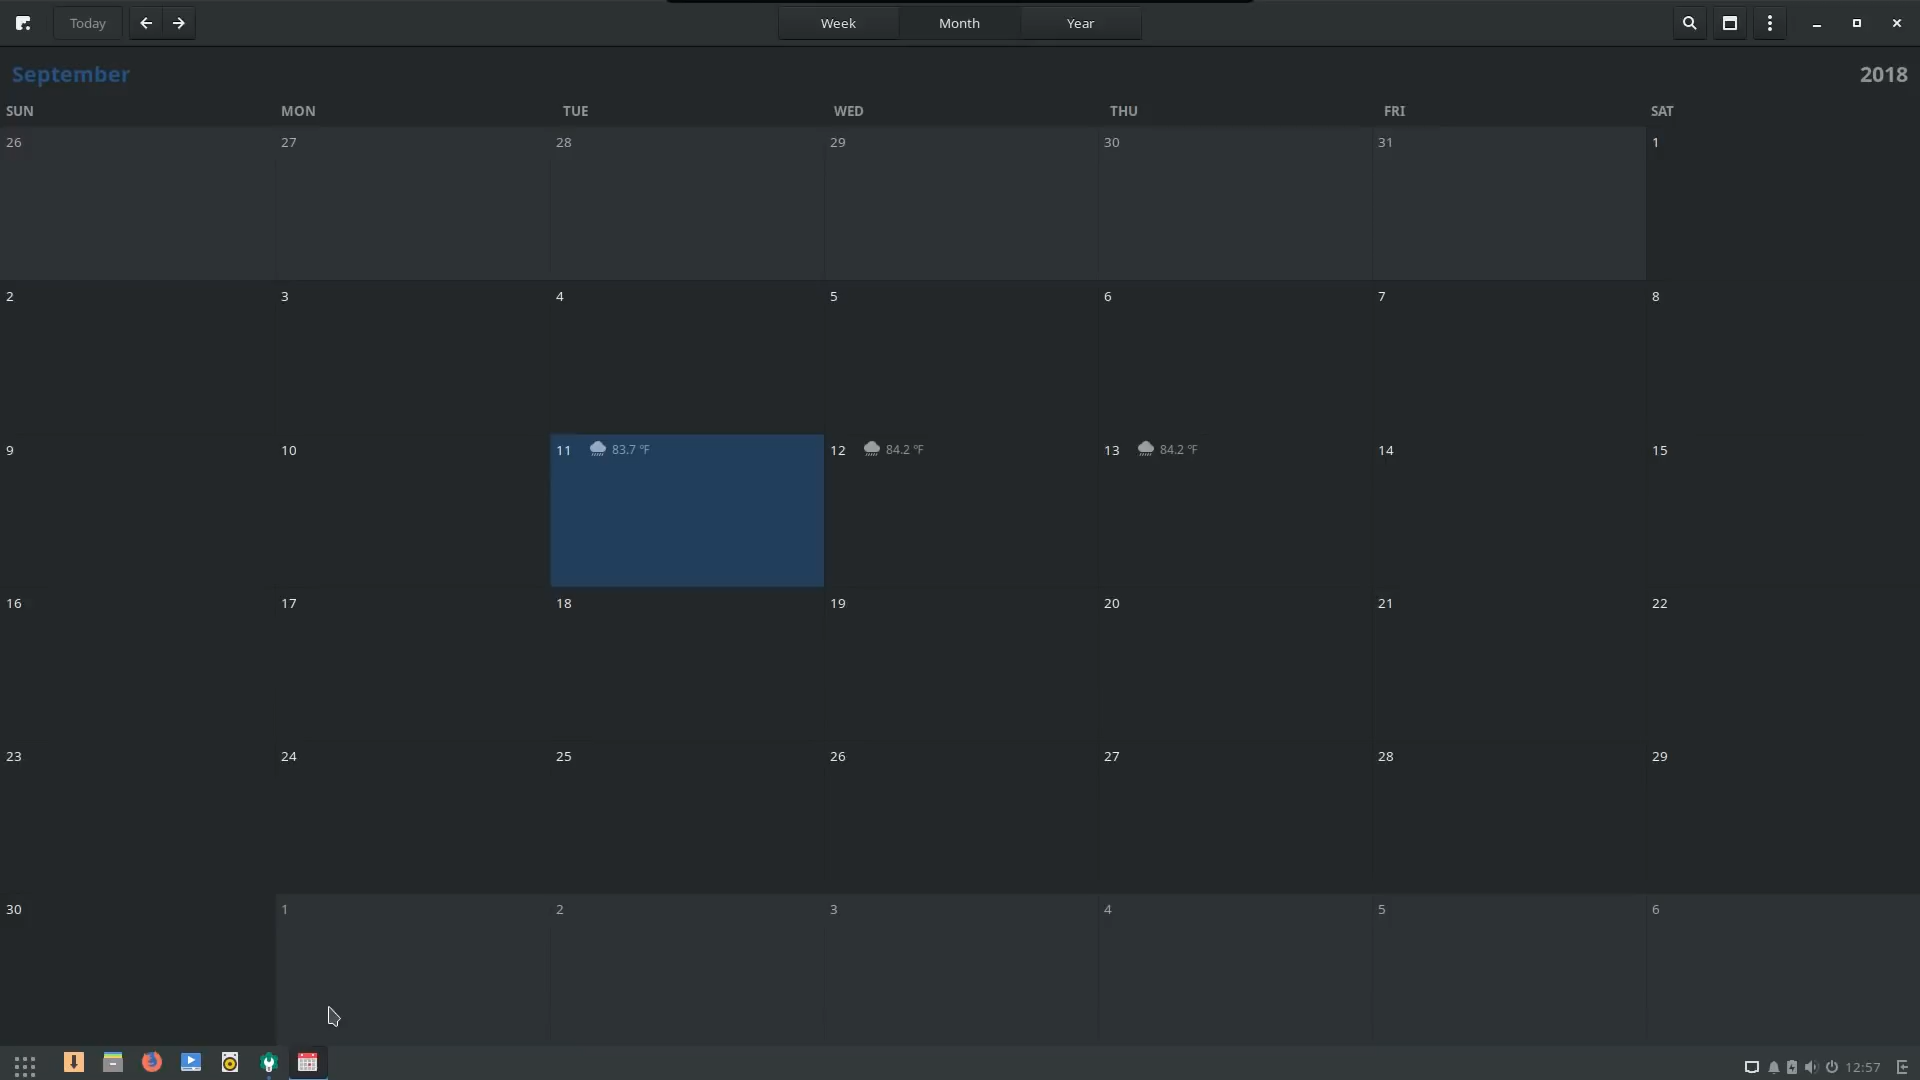 Today Week Month Year
September 2018
SUN MON TUE WED THU FRI SAT
26 27 28 29 30 31 1
2 3 4 5 6 7 8
9 10 11 83.7 °F 12 84.2 °F 13 84.2 °F 14 15
16 17 18 19 20 21 22
23 24 25 26 27 28 29
30 1 2 3 4 5 6
12:57